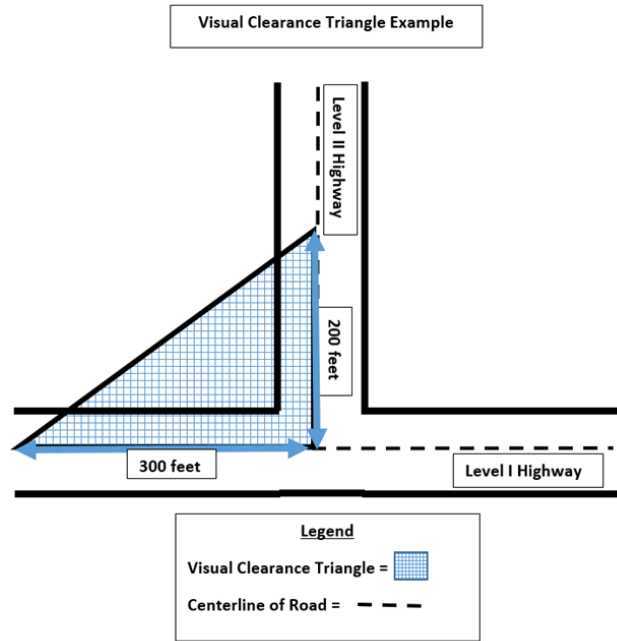 Visual Clearance Triangle Example
Level II Highway
200 feet
300 feet
Level I Highway
Legend
Visual Clearance Triangle =
Centerline of Road =